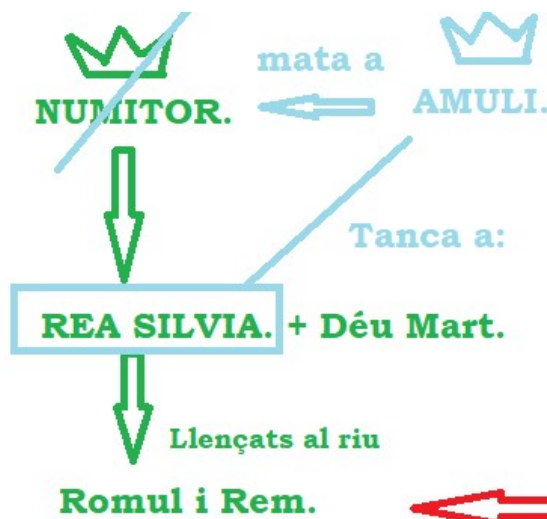 mata a
NUMITOR.
AMULI.
Tanca a:
REA SILVIA. + Déu Mart.
Llençats al riu
Romul i Rem.